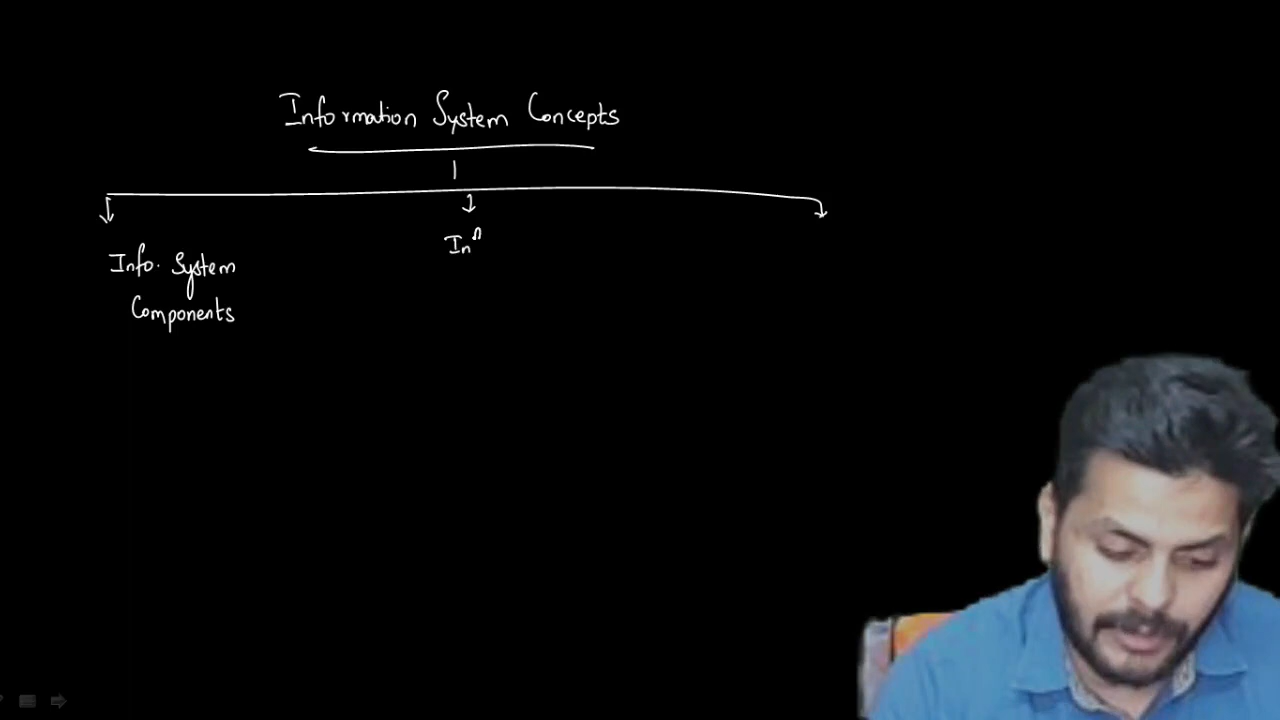 Information System Concepts
Info. System
Inⁿ
Components